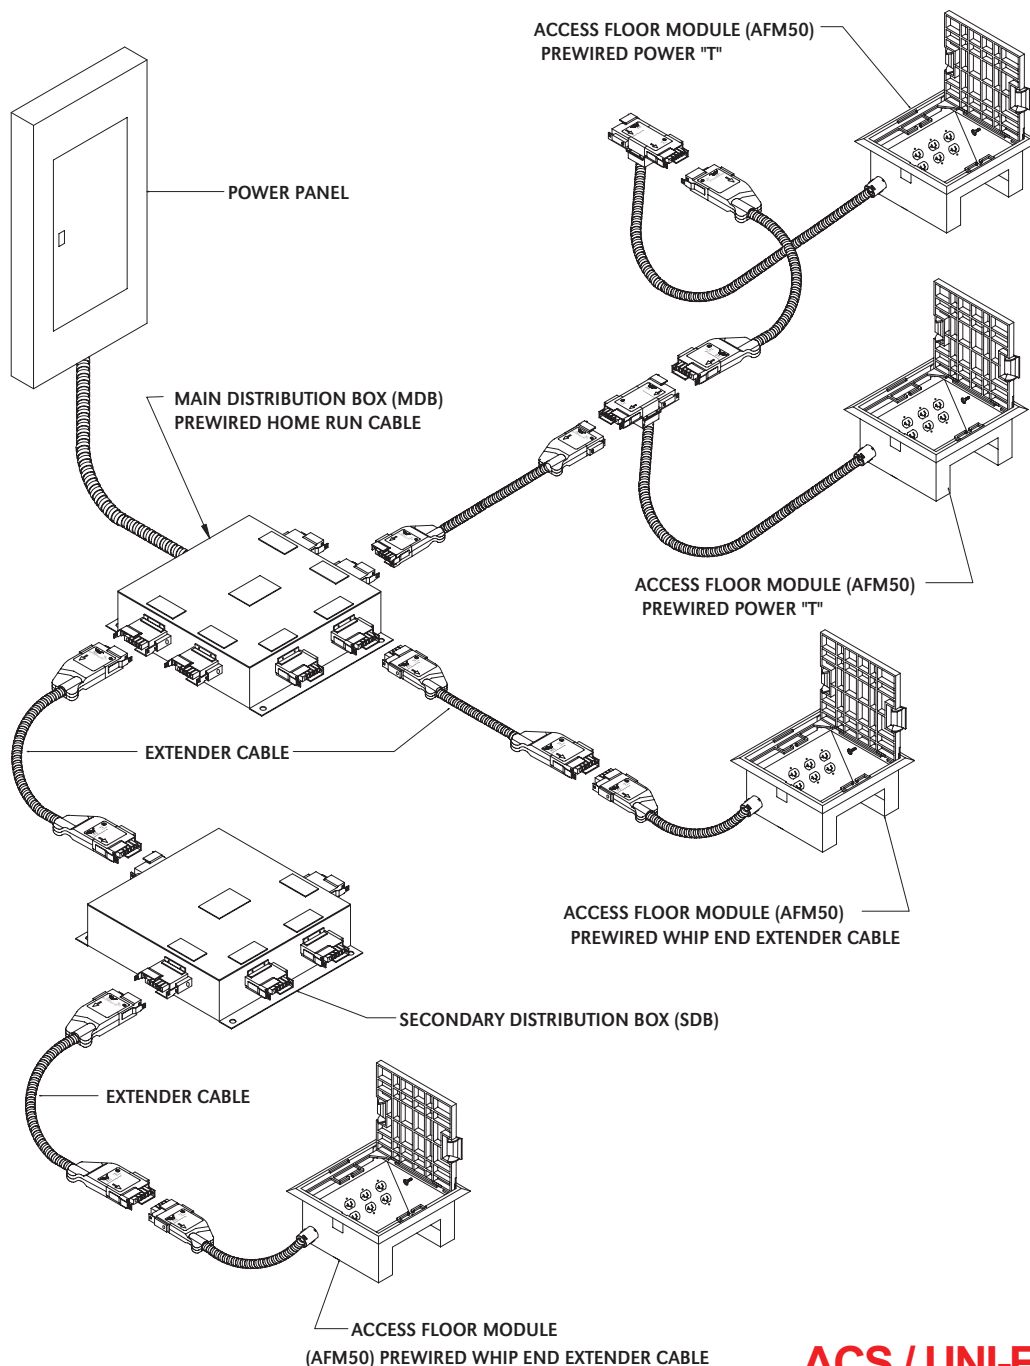 ACCESS FLOOR MODULE (AFM50)
PREWIRED POWER "T"
POWER PANEL
MAIN DISTRIBUTION BOX (MDB)
PREWIRED HOME RUN CABLE
ACCESS FLOOR MODULE (AFM50)
PREWIRED POWER "T"
EXTENDER CABLE
ACCESS FLOOR MODULE (AFM50)
PREWIRED WHIP END EXTENDER CABLE
SECONDARY DISTRIBUTION BOX (SDB)
EXTENDER CABLE
ACCESS FLOOR MODULE
(AFM50) PREWIRED WHIP END EXTENDER CABLE
ACS / UNI-F